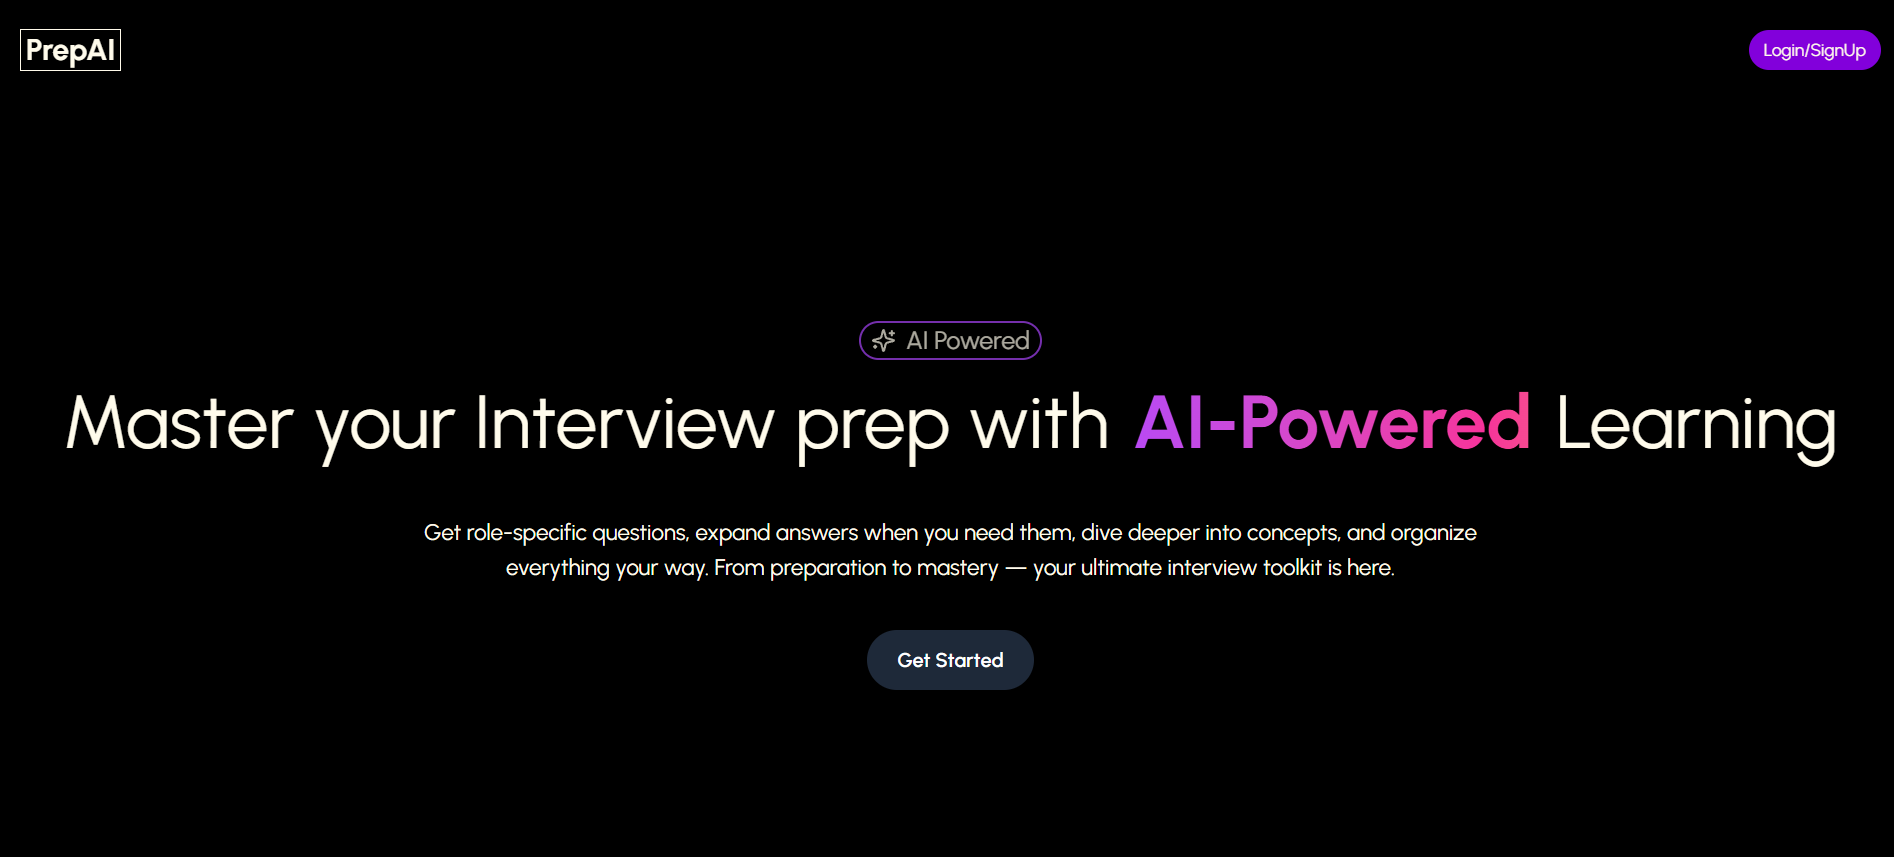 PrepAI
Login/SignUp
AI Powered
Master your Interview prep with AI-Powered Learning
Get role-specific questions, expand answers when you need them, dive deeper into concepts, and organize
everything your way. From preparation to mastery — your ultimate interview toolkit is here.
Get Started